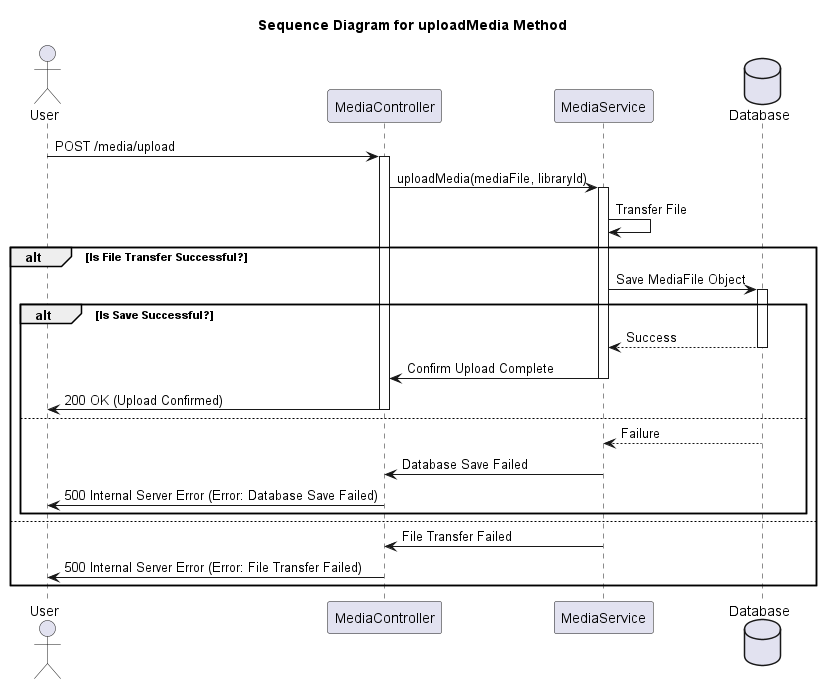 Sequence Diagram for uploadMedia Method
User
MediaController
MediaService
Database
POST /media/upload
uploadMedia(mediaFile, libraryId)
Transfer File
alt [Is File Transfer Successful?]
Save MediaFile Object
alt [Is Save Successful?]
Success
Confirm Upload Complete
200 OK (Upload Confirmed)
Failure
Database Save Failed
500 Internal Server Error (Error: Database Save Failed)
File Transfer Failed
500 Internal Server Error (Error: File Transfer Failed)
User
MediaController
MediaService
Database